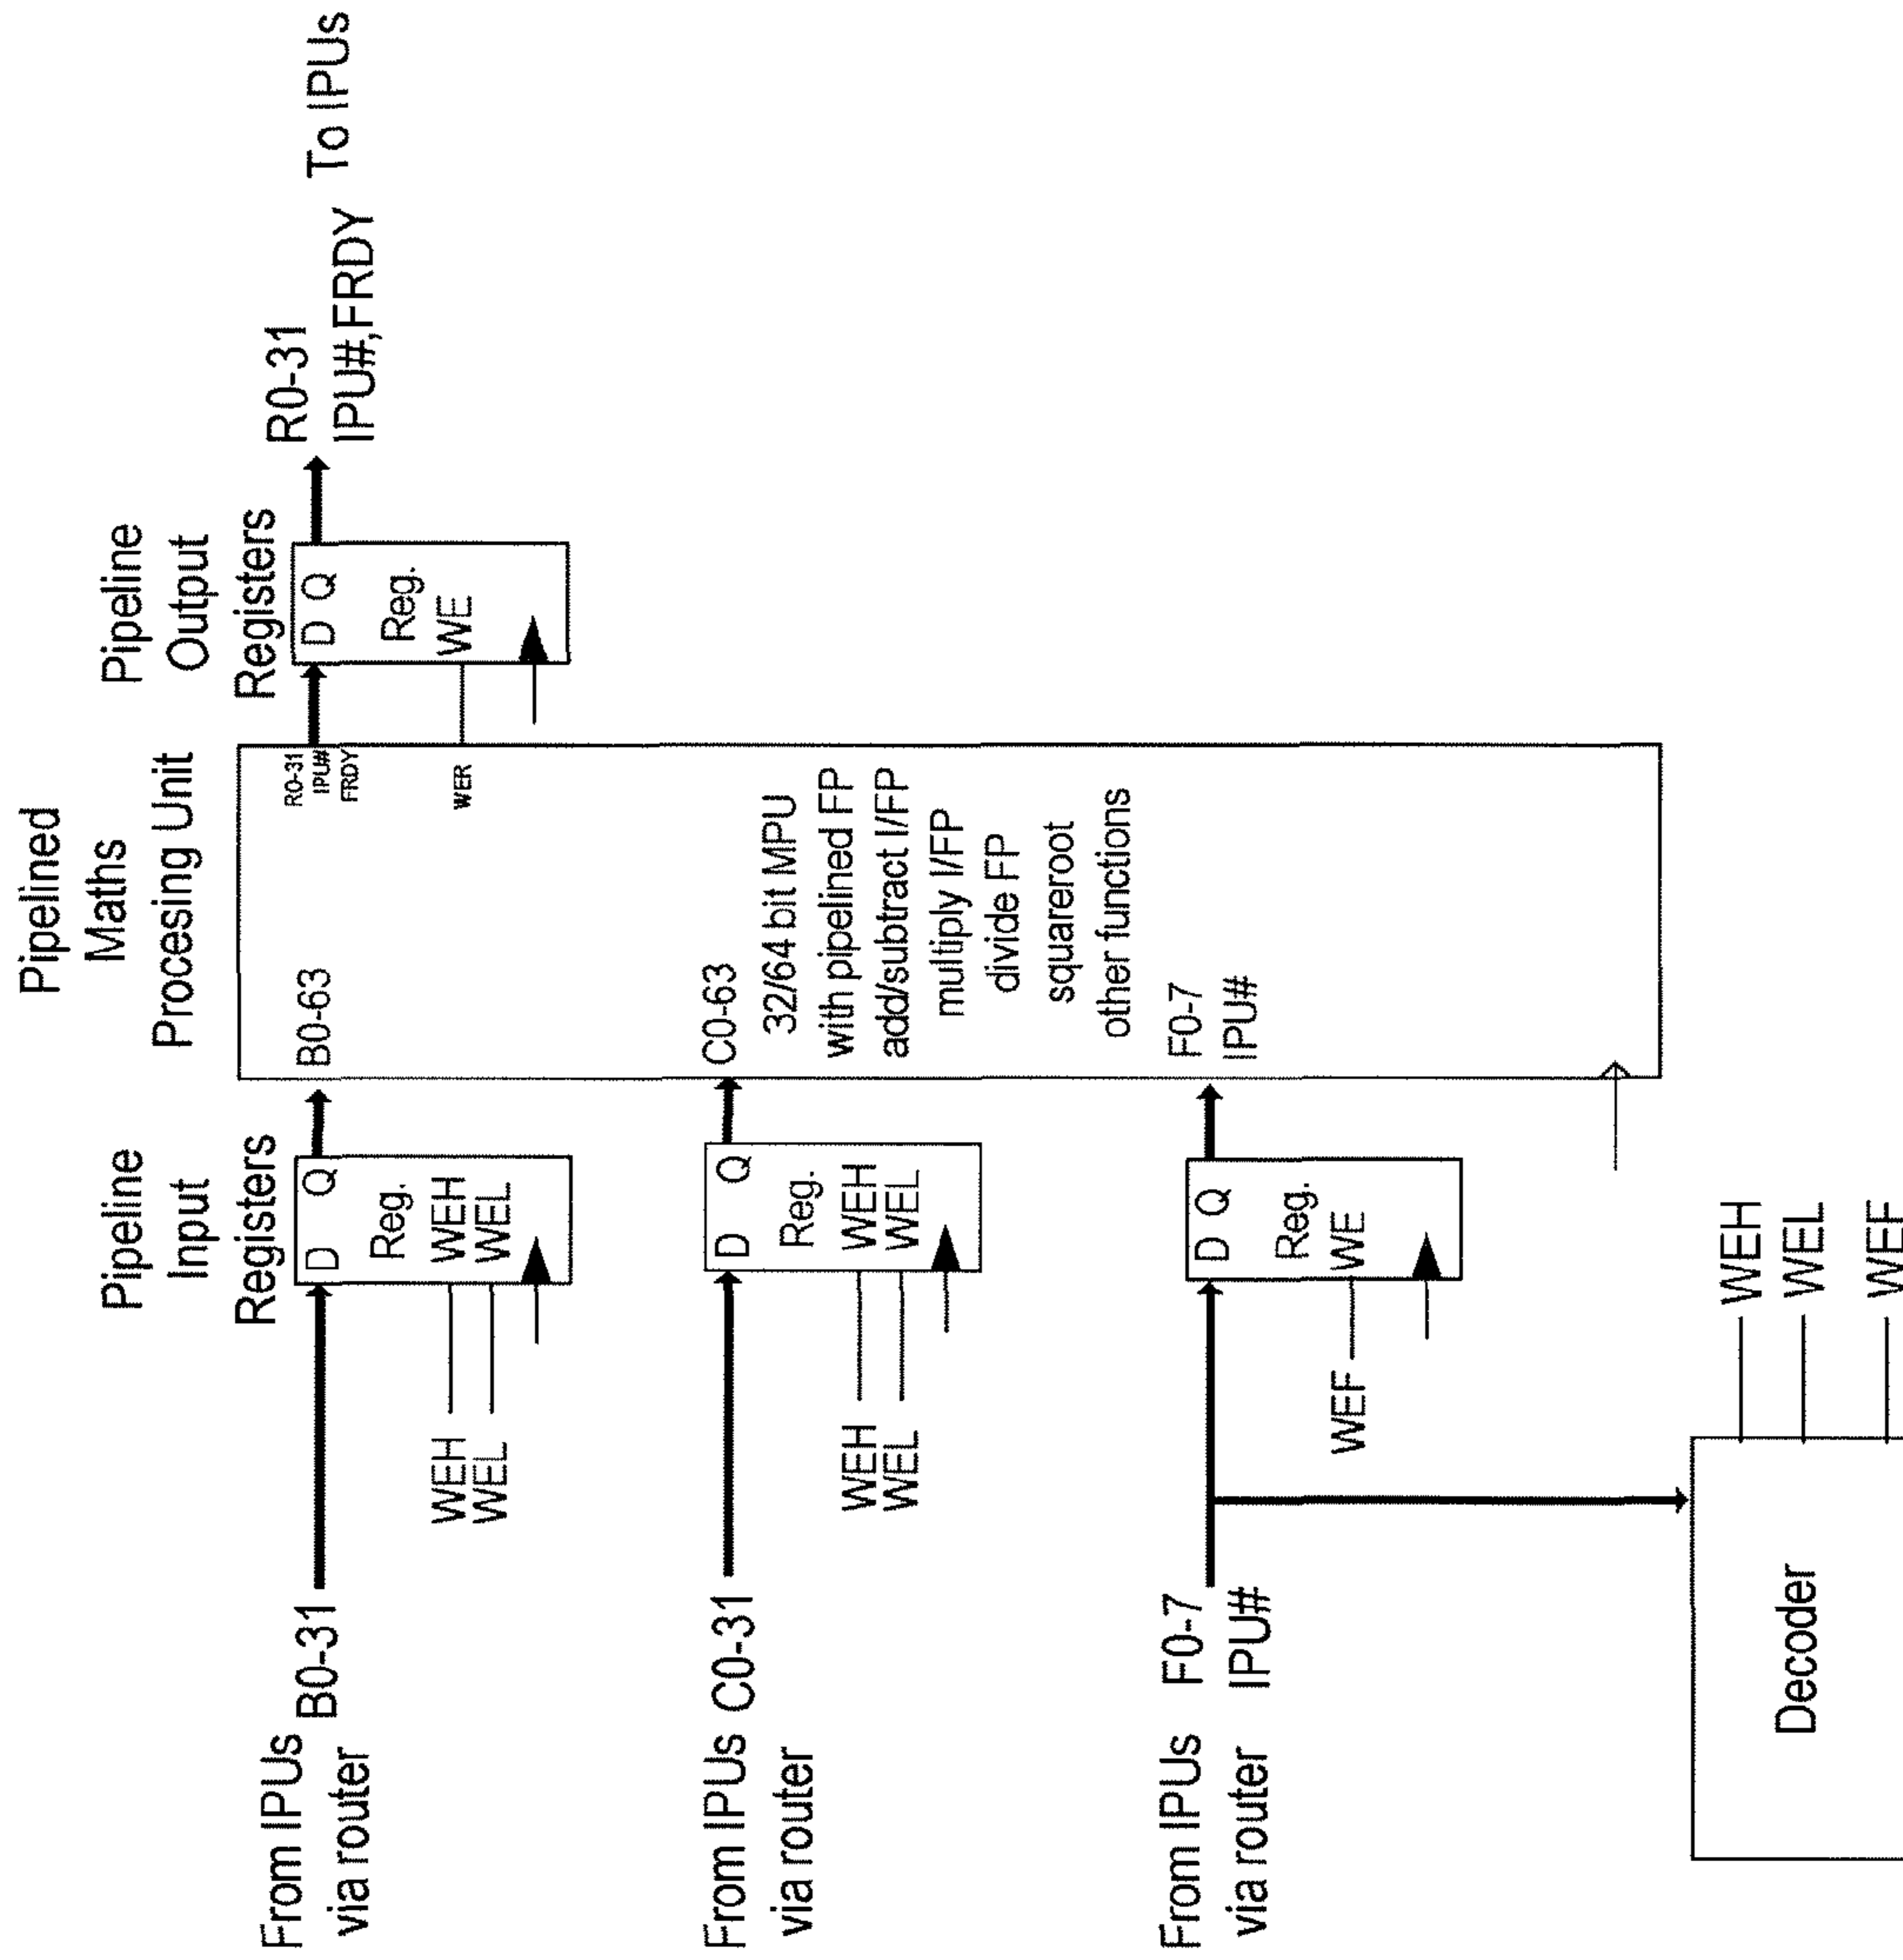 Pipeline
Input
Registers
Pipelined
Maths
Procesing Unit
Pipeline
Output
Registers
From IPUs
via router
B0-31
D Q
Reg.
WEH
WEL
WEH
WEL
B0-63
R0-31
IPU#
FRDY
WER
D Q
Reg.
WE
R0-31
IPU#,FRDY
To IPUs
From IPUs
via router
C0-31
D Q
Reg.
WEH
WEL
WEH
WEL
C0-63
32/64 bit MPU
with pipelined FP
add/subtract I/FP
multiply I/FP
divide FP
squareroot
other functions
From IPUs
via router
F0-7
IPU#
D Q
Reg.
WE
WEF
F0-7
IPU#
Decoder
WEH
WEL
WEF